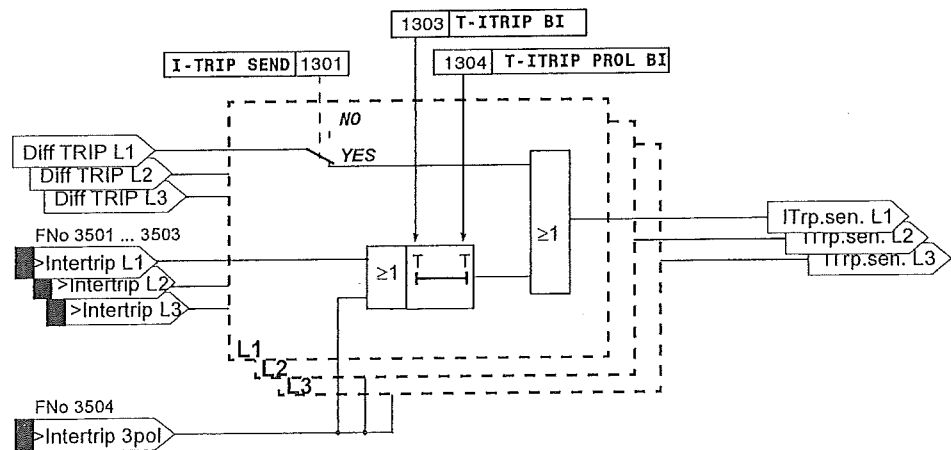 1303 T-ITRIP BI
I-TRIP SEND 1301
1304 T-ITRIP PROL BI
NO
YES
Diff TRIP L1
Diff TRIP L2
Diff TRIP L3
FNo 3501 ... 3503
>Intertrip L1
>Intertrip L2
>Intertrip L3
≥1
T T
≥1
ITrp.sen. L1
ITrp.sen. L2
ITrp.sen. L3
L1
L2
L3
FNo 3504
>Intertrip 3pol